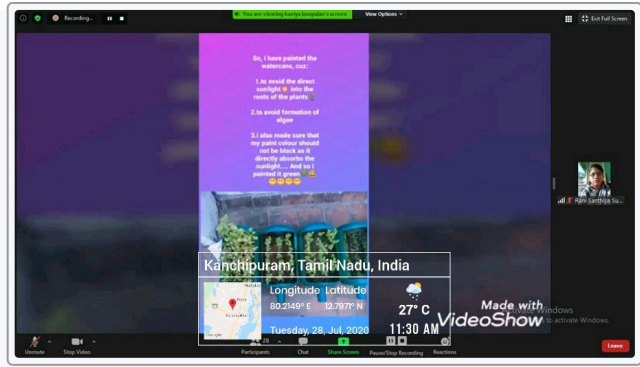 Recording...
You are viewing kaviya boopalan's screen
View Options
Exit Full Screen
So, I have painted the
watercans, cuz:
1.to avoid the direct
sunlight into the
roots of the plants
2.to avoid formation of
algae
3.i also made sure that
my paint colour should
not be black as it
directly absorbs the
sunlight.... And so i
painted it green
Rani Santhiya Su...
Kanchipuram, Tamil Nadu, India
Longitude Latitude
80.2149° E 12.7971° N
27° C
Tuesday, 28, Jul, 2020
11:30 AM
Made with
VideoShow
to activate Windows.
Unmute
Stop Video
Participants
28
Chat
Share Screen
Pause/Stop Recording
Reactions
Leave